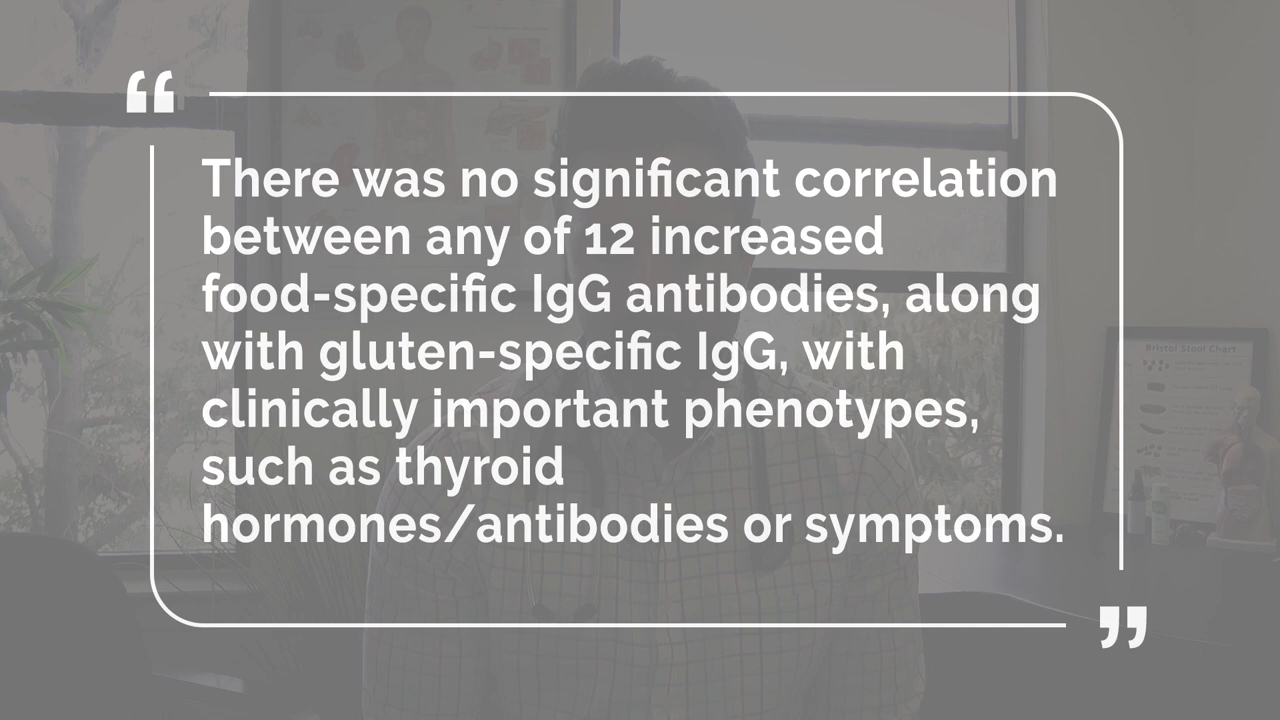 “
There was no significant correlation
between any of 12 increased
food-specific IgG antibodies, along
with gluten-specific IgG, with
clinically important phenotypes,
such as thyroid
hormones/antibodies or symptoms.
”
Bristol Stool Chart